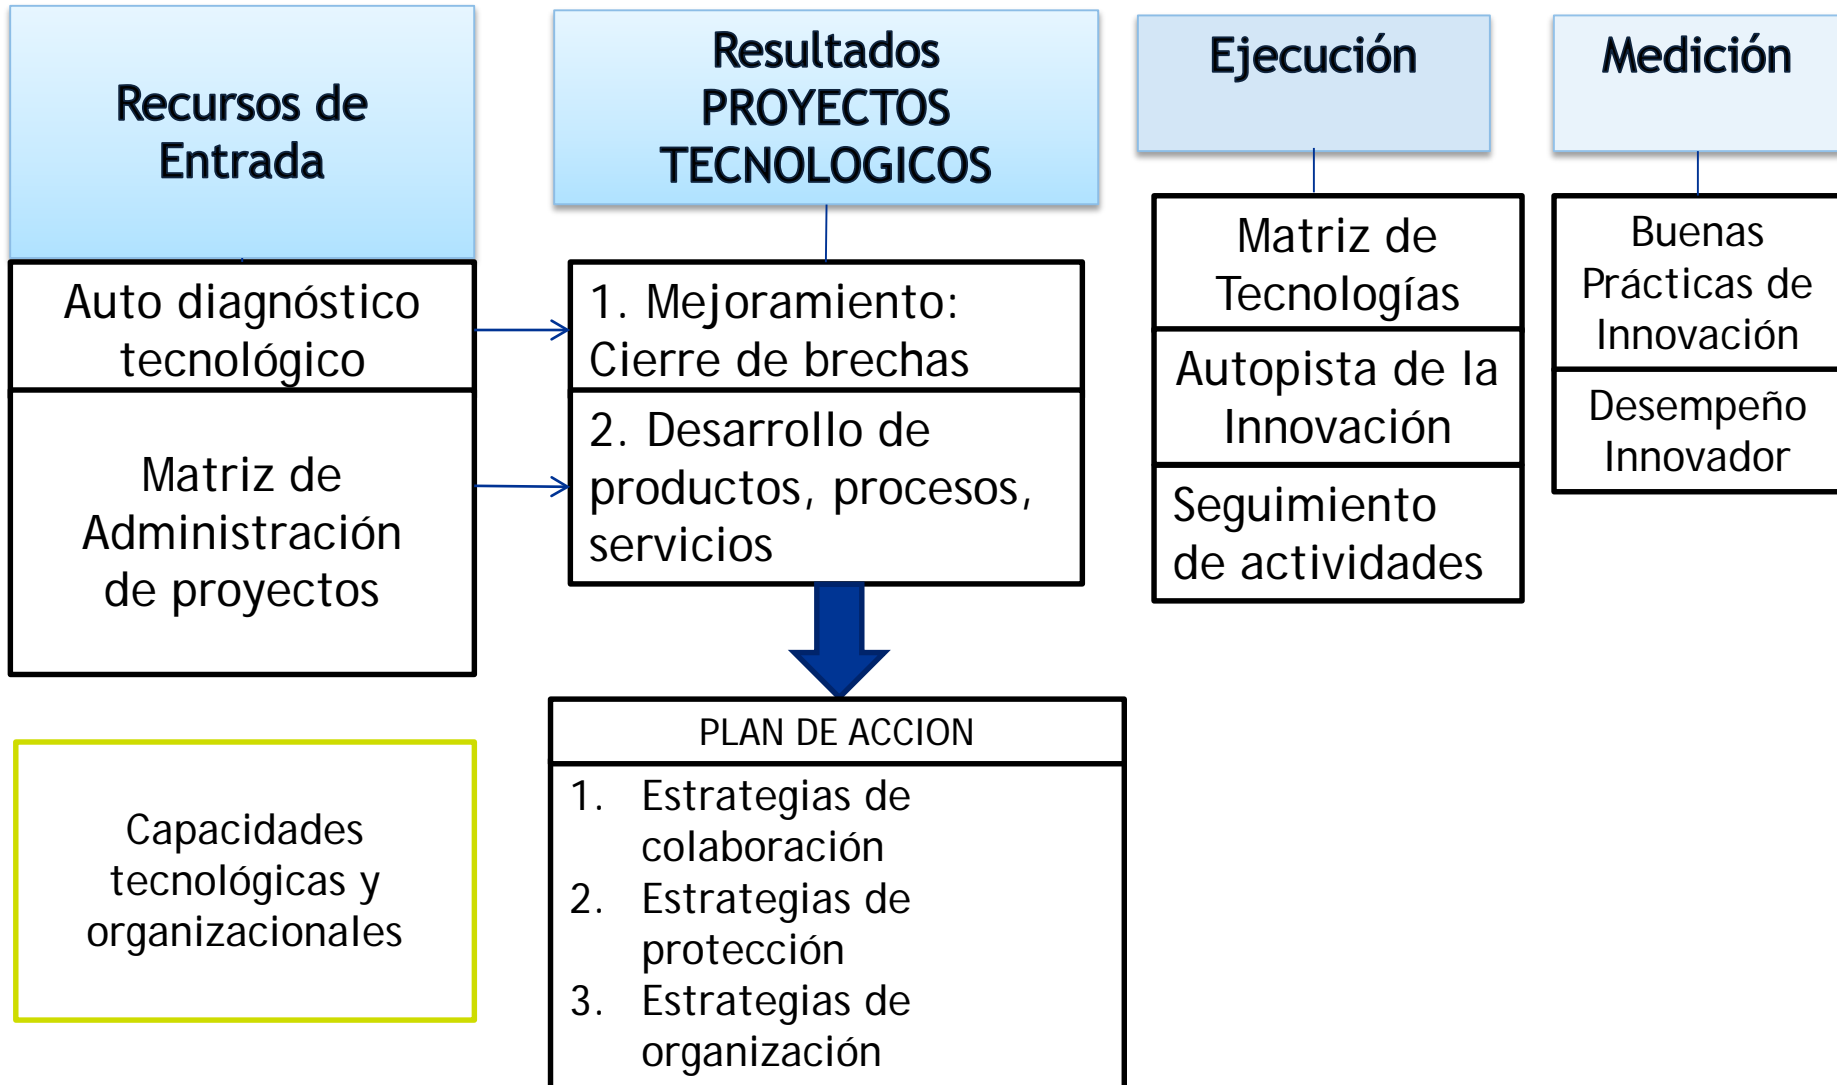 Recursos de
Entrada
Auto diagnóstico
tecnológico
Matriz de
Administración
de proyectos
Capacidades
tecnológicas y
organizacionales
Resultados
PROYECTOS
TECNOLOGICOS
1. Mejoramiento:
Cierre de brechas
2. Desarrollo de
productos, procesos,
servicios
PLAN DE ACCION
1. Estrategias de
colaboración
2. Estrategias de
protección
3. Estrategias de
organización
Ejecución
Matriz de
Tecnologías
Autopista de la
Innovación
Seguimiento
de actividades
Medición
Buenas
Prácticas de
Innovación
Desempeño
Innovador